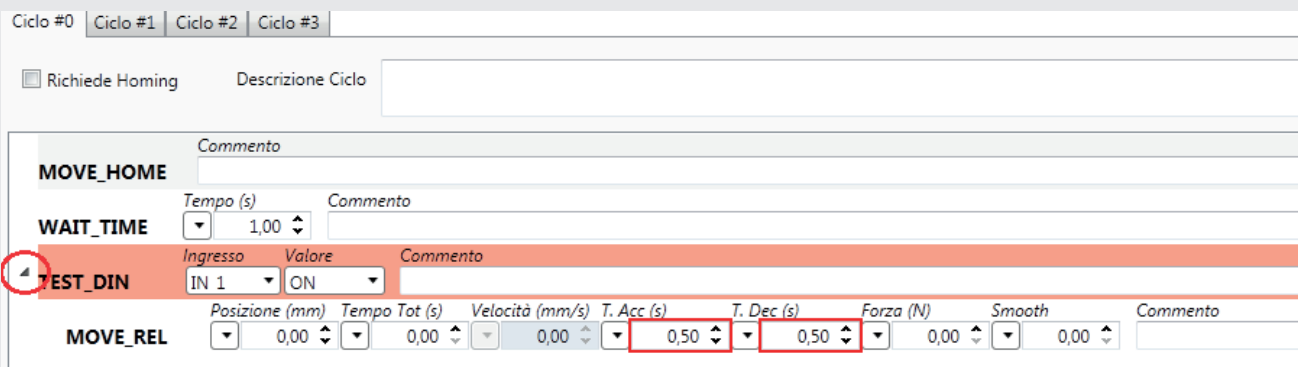 Ciclo #0 Ciclo #1 Ciclo #2 Ciclo #3
Richiede Homing Descrizione Ciclo
Commento
MOVE_HOME
Tempo (s) Commento
WAIT_TIME 1,00
Ingresso Valore Commento
TEST_DIN IN 1 ON
Posizione (mm) Tempo Tot (s) Velocità (mm/s) T. Acc (s) T. Dec (s) Forza (N) Smooth Commento
MOVE_REL 0,00 0,00 0,00 0,50 0,50 0,00 0,00